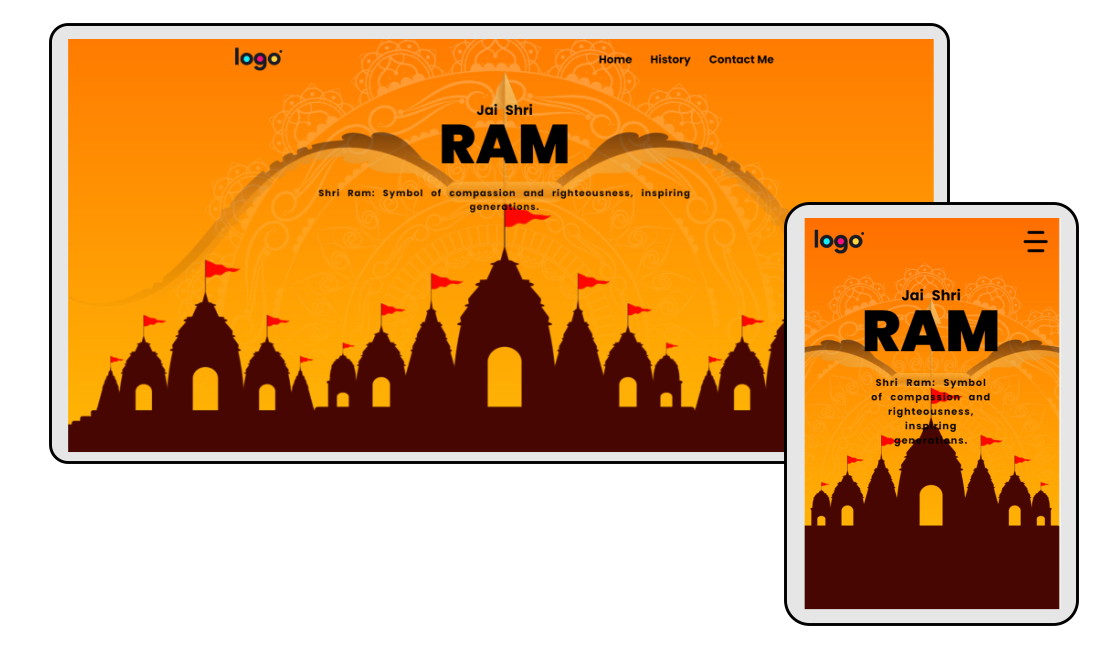 logo
Home History Contact Me
Jai Shri
RAM
Shri Ram: Symbol of compassion and righteousness, inspiring
generations.
logo
Jai Shri
RAM
Shri Ram: Symbol
of compassion and
righteousness,
inspiring
generations.